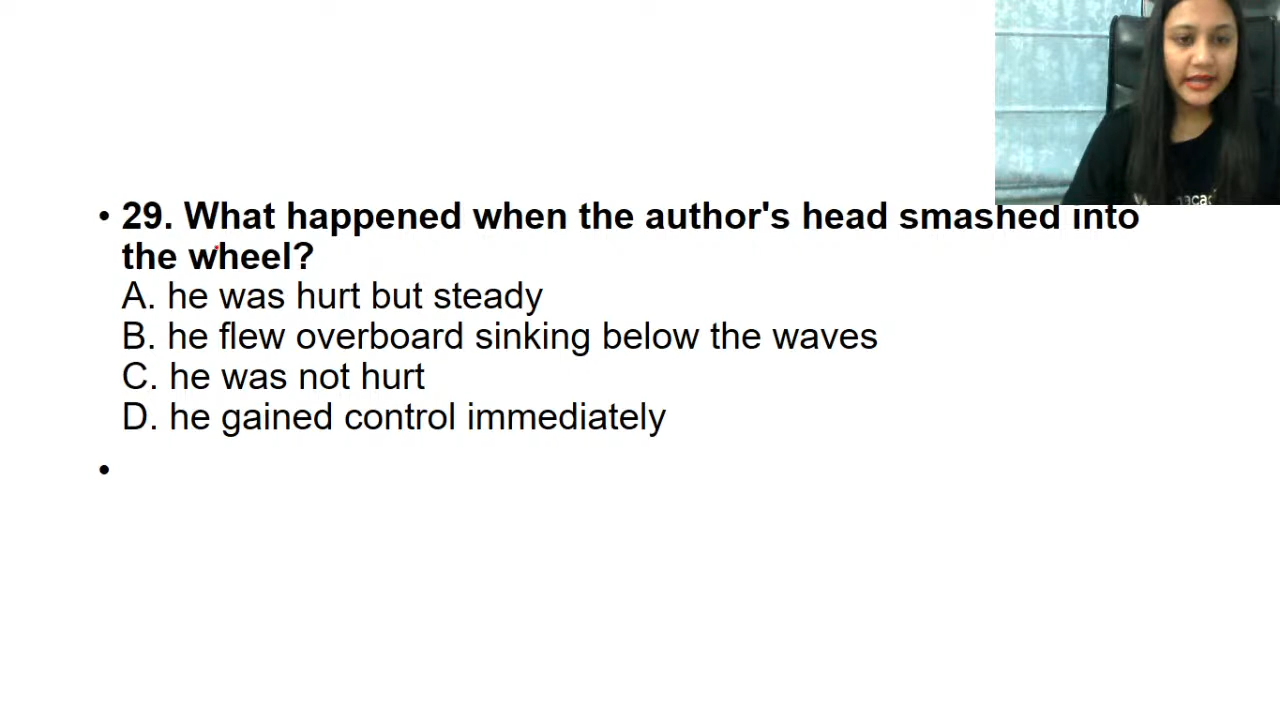 • 29. What happened when the author's head smashed into
the wheel?
A. he was hurt but steady
B. he flew overboard sinking below the waves
C. he was not hurt
D. he gained control immediately
•